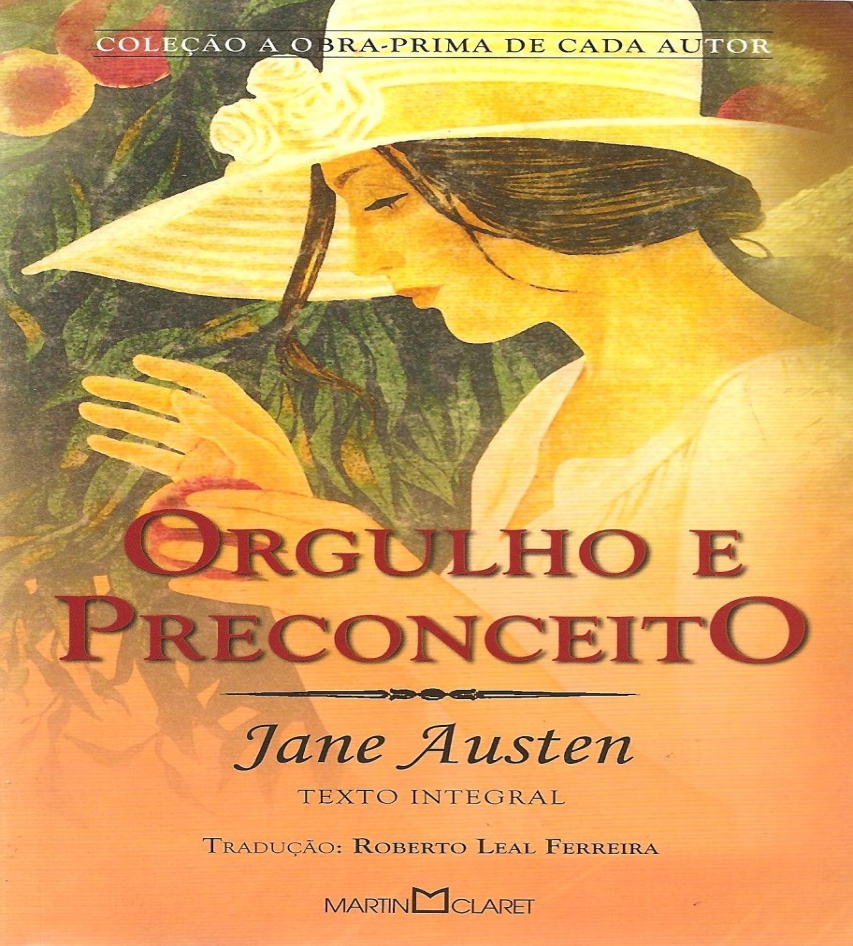 COLEÇÃO A OBRA-PRIMA DE CADA AUTOR
ORGULHO E
PRECONCEITO
Jane Austen
TEXTO INTEGRAL
TRADUÇÃO: ROBERTO LEAL FERREIRA
MARTIN CLARET